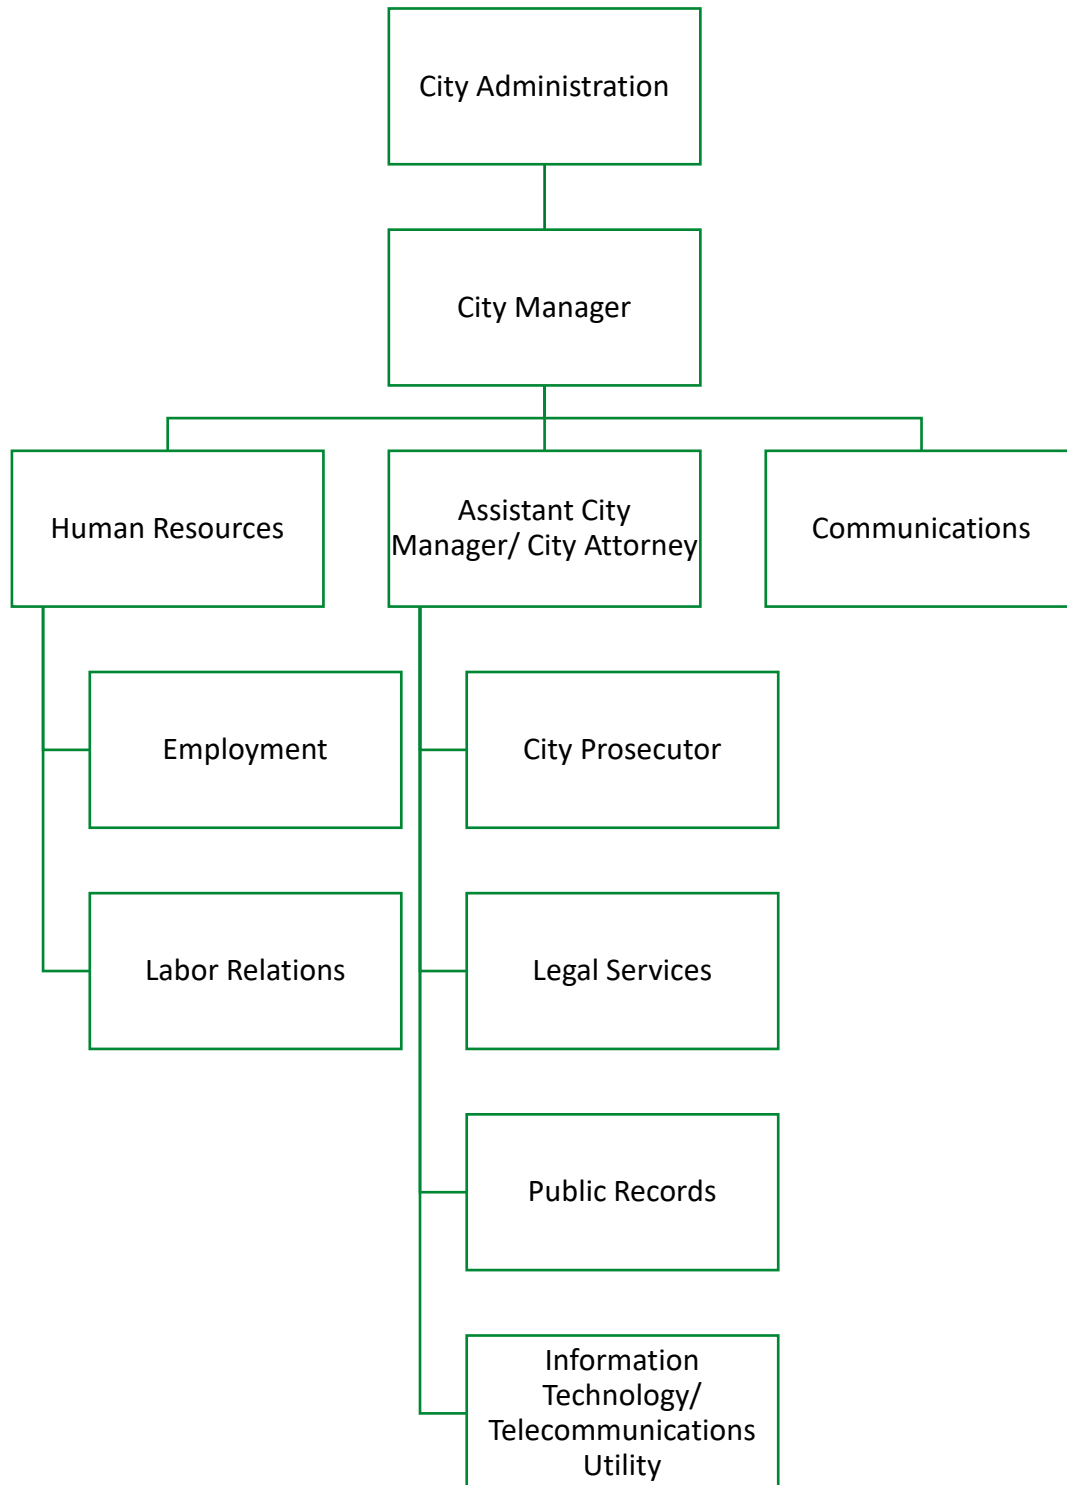 City Administration
City Manager
Human Resources
Assistant City
Manager/ City Attorney
Communications
Employment
City Prosecutor
Labor Relations
Legal Services
Public Records
Information
Technology/
Telecommunications
Utility